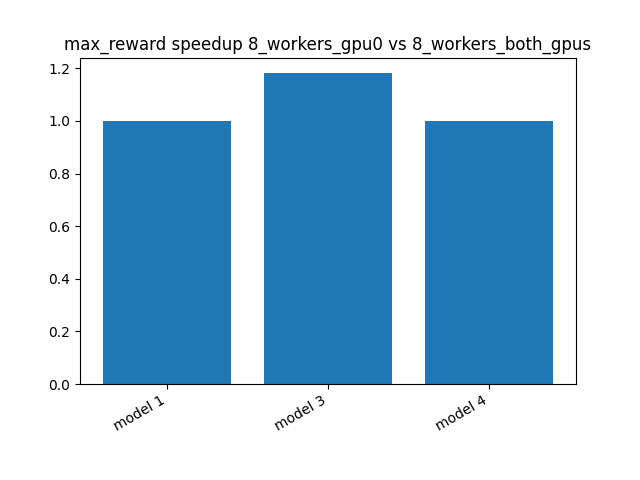 max_reward speedup 8_workers_gpu0 vs 8_workers_both_gpus
1.2
1.0
0.8
0.6
0.4
0.2
0.0
model 1
model 3
model 4